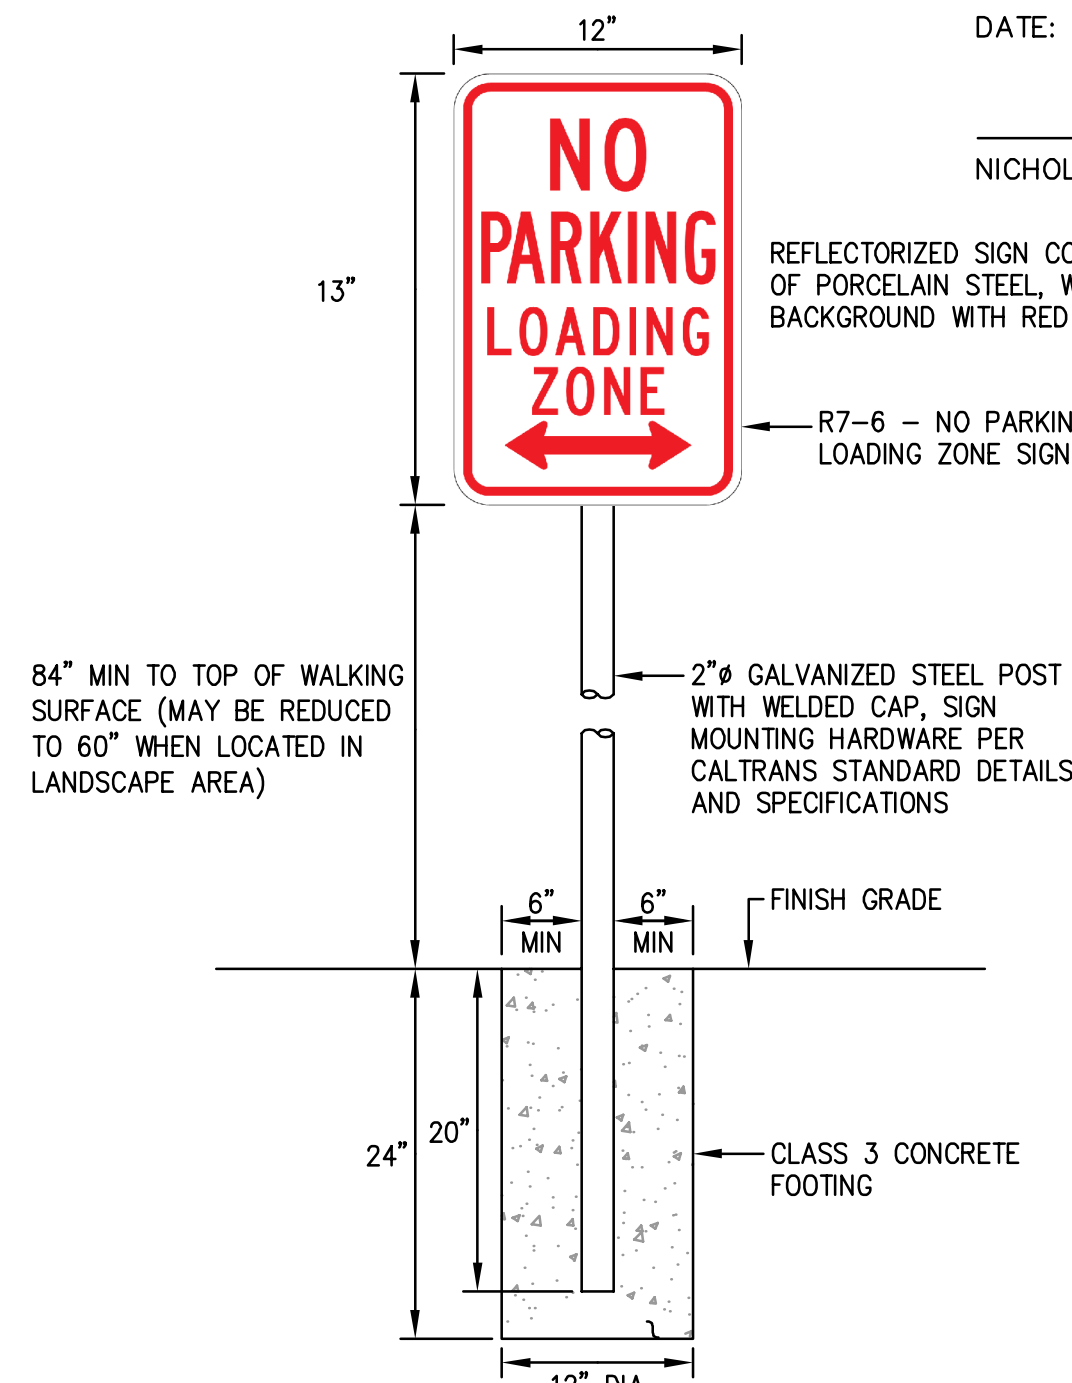 12"
DATE:
13"
NO
PARKING
LOADING
ZONE
REFLECTORIZED SIGN
OF PORCELAIN STEEL,
BACKGROUND WITH RED
R7-6 - NO
LOADING ZONE SIGN
84" MIN TO TOP OF WALKING
SURFACE (MAY BE REDUCED
TO 60" WHEN LOCATED IN
LANDSCAPE AREA)
2"ø GALVANIZED STEEL POST
WITH WELDED CAP, SIGN
MOUNTING HARDWARE PER
CALTRANS STANDARD DETAILS
AND SPECIFICATIONS
6" MIN
6" MIN
FINISH GRADE
24"
20"
CLASS 3 CONCRETE
FOOTING